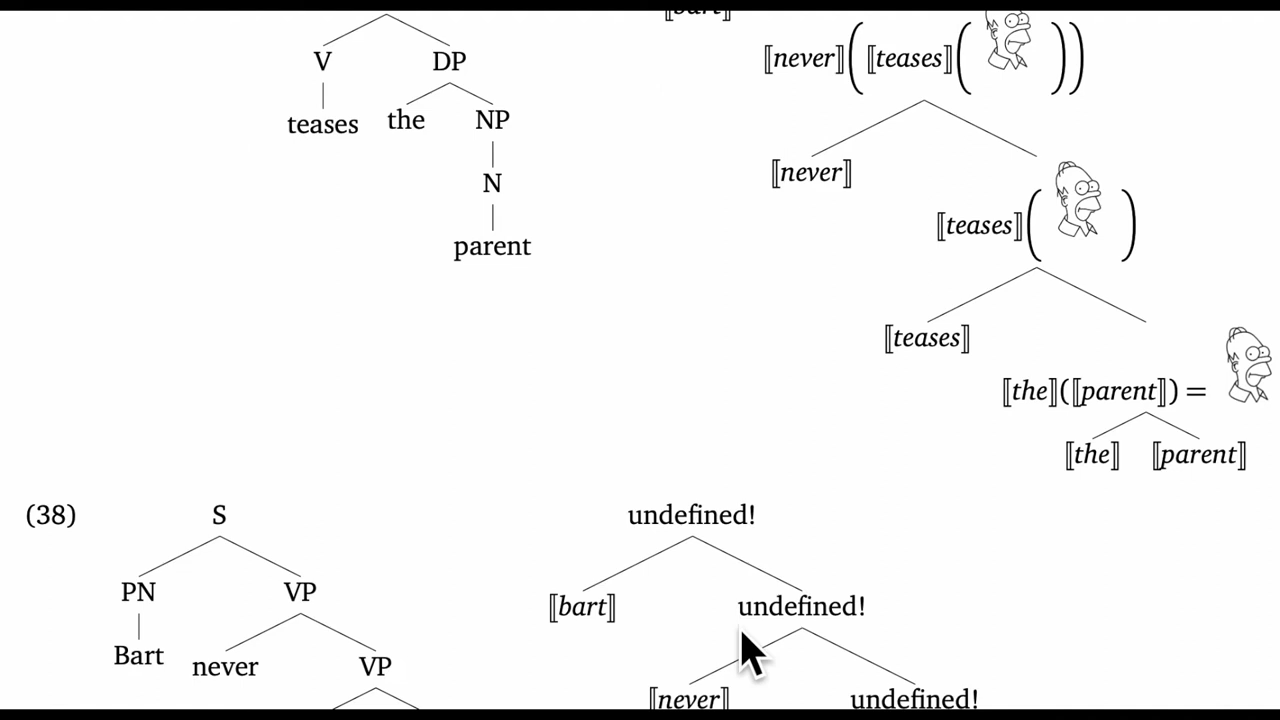 ⟦bart⟧
V DP ⟦never⟧(⟦teases⟧( ))
teases the NP
⟦never⟧
N
⟦teases⟧( )
parent
⟦teases⟧
⟦the⟧(⟦parent⟧) =
⟦the⟧ ⟦parent⟧
(38) S undefined!
PN VP ⟦bart⟧ undefined!
Bart never VP
⟦never⟧ undefined!